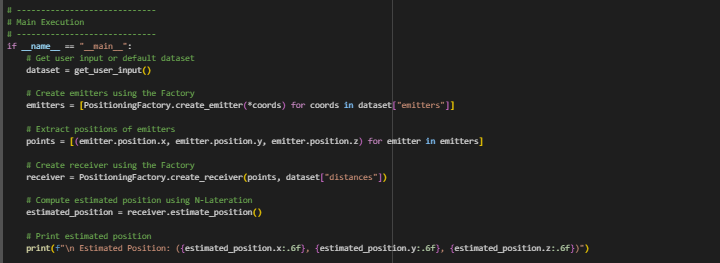 # ----------------------------
# Main Execution
# ----------------------------
if __name__ == "__main__":
    # Get user input or default dataset
    dataset = get_user_input()
    # Create emitters using the Factory
    emitters = [PositioningFactory.create_emitter(*coords) for coords in dataset["emitters"]]
    # Extract positions of emitters
    points = [(emitter.position.x, emitter.position.y, emitter.position.z) for emitter in emitters]
    # Create receiver using the Factory
    receiver = PositioningFactory.create_receiver(points, dataset["distances"])
    # Compute estimated position using N-Lateration
    estimated_position = receiver.estimate_position()
    # Print estimated position
    print(f"\n Estimated Position: ({estimated_position.x:.6f}, {estimated_position.y:.6f}, {estimated_position.z:.6f})")